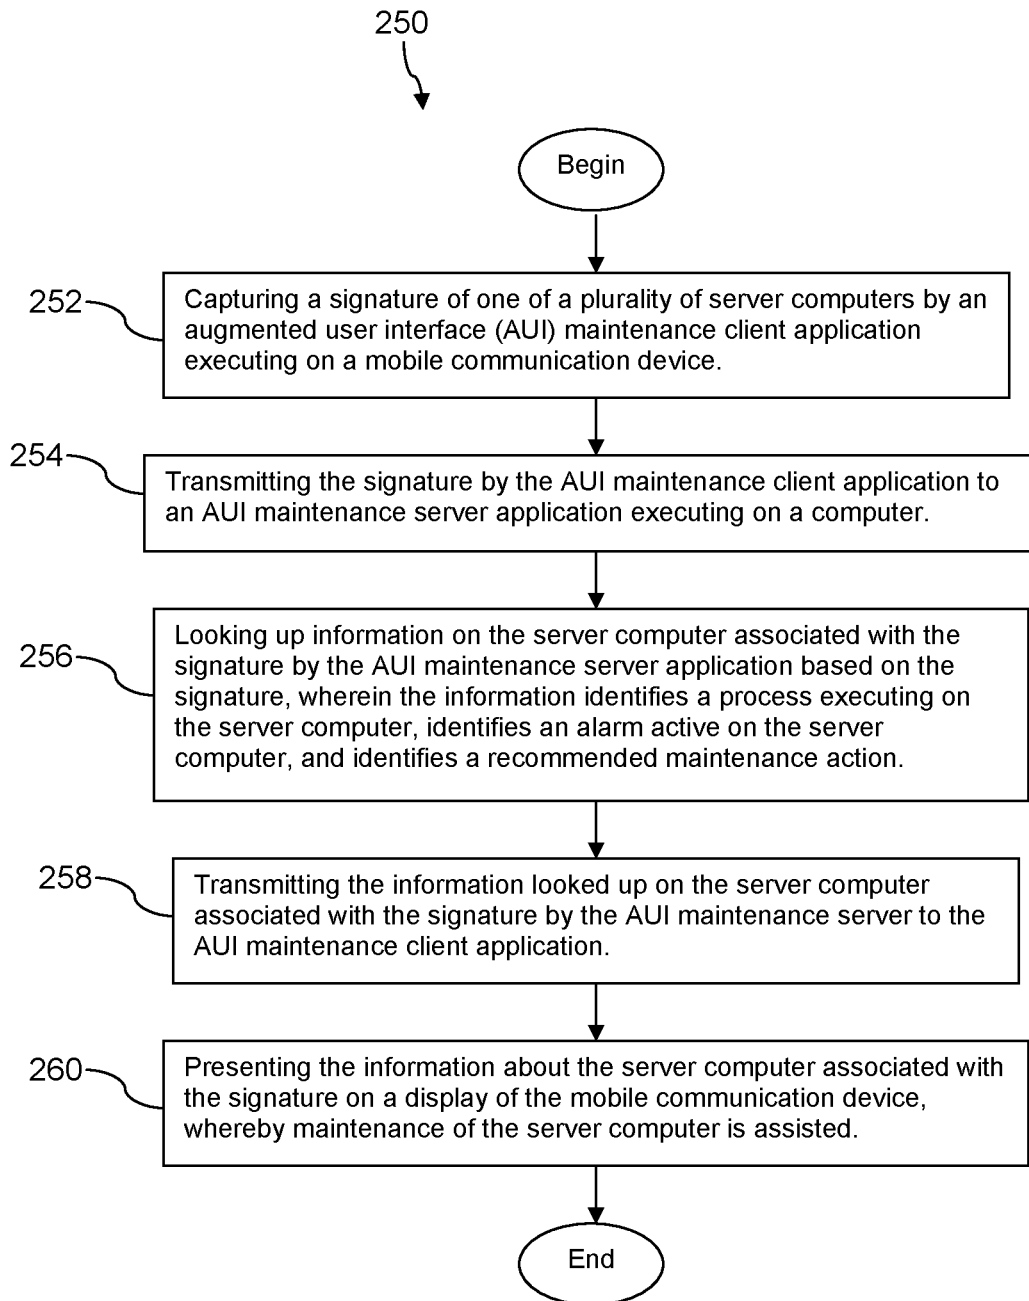 250
Begin
252
Capturing a signature of one of a plurality of server computers by an
augmented user interface (AUI) maintenance client application
executing on a mobile communication device.
254
Transmitting the signature by the AUI maintenance client application to
an AUI maintenance server application executing on a computer.
256
Looking up information on the server computer associated with the
signature by the AUI maintenance server application based on the
signature, wherein the information identifies a process executing on
the server computer, identifies an alarm active on the server
computer, and identifies a recommended maintenance action.
258
Transmitting the information looked up on the server computer
associated with the signature by the AUI maintenance server to the
AUI maintenance client application.
260
Presenting the information about the server computer associated with
the signature on a display of the mobile communication device,
whereby maintenance of the server computer is assisted.
End